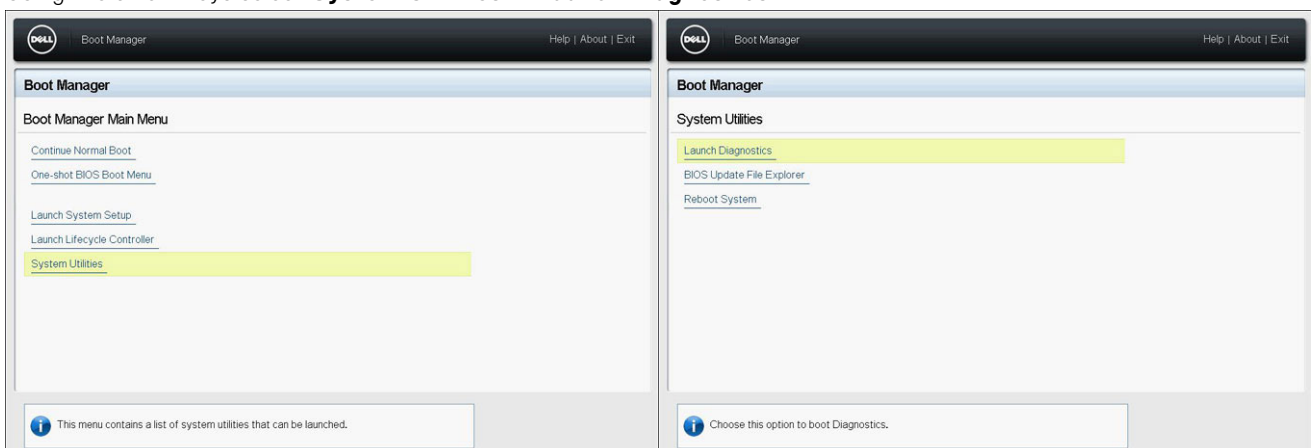 DELL Boot Manager Help | About | Exit
Boot Manager
Boot Manager Main Menu
Continue Normal Boot
One-shot BIOS Boot Menu
Launch System Setup
Launch Lifecycle Controller
System Utilities
This menu contains a list of system utilities that can be launched.
DELL Boot Manager Help | About | Exit
Boot Manager
System Utilities
Launch Diagnostics
BIOS Update File Explorer
Reboot System
Choose this option to boot Diagnostics.